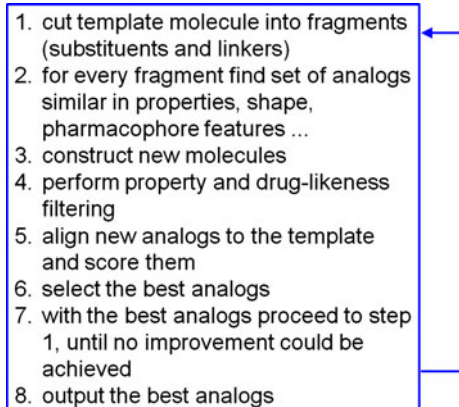 1. cut template molecule into fragments
(substituents and linkers)
2. for every fragment find set of analogs
similar in properties, shape,
pharmacophore features ...
3. construct new molecules
4. perform property and drug-likeness
filtering
5. align new analogs to the template
and score them
6. select the best analogs
7. with the best analogs proceed to step
1, until no improvement could be
achieved
8. output the best analogs